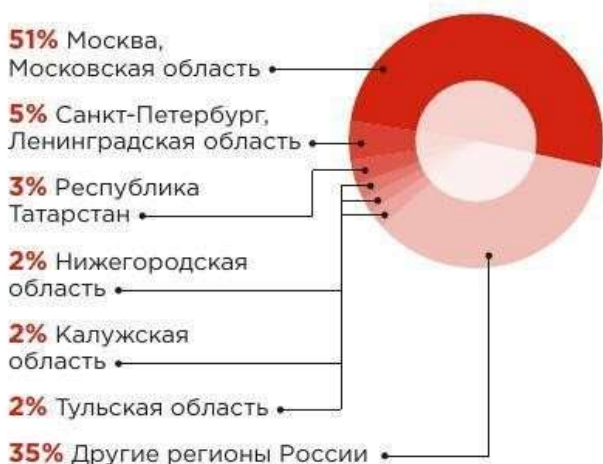 51% Москва,
Московская область
5% Санкт-Петербург,
Ленинградская область
3% Республика
Татарстан
2% Нижегородская
область
2% Калужская
область
2% Тульская область
35% Другие регионы России